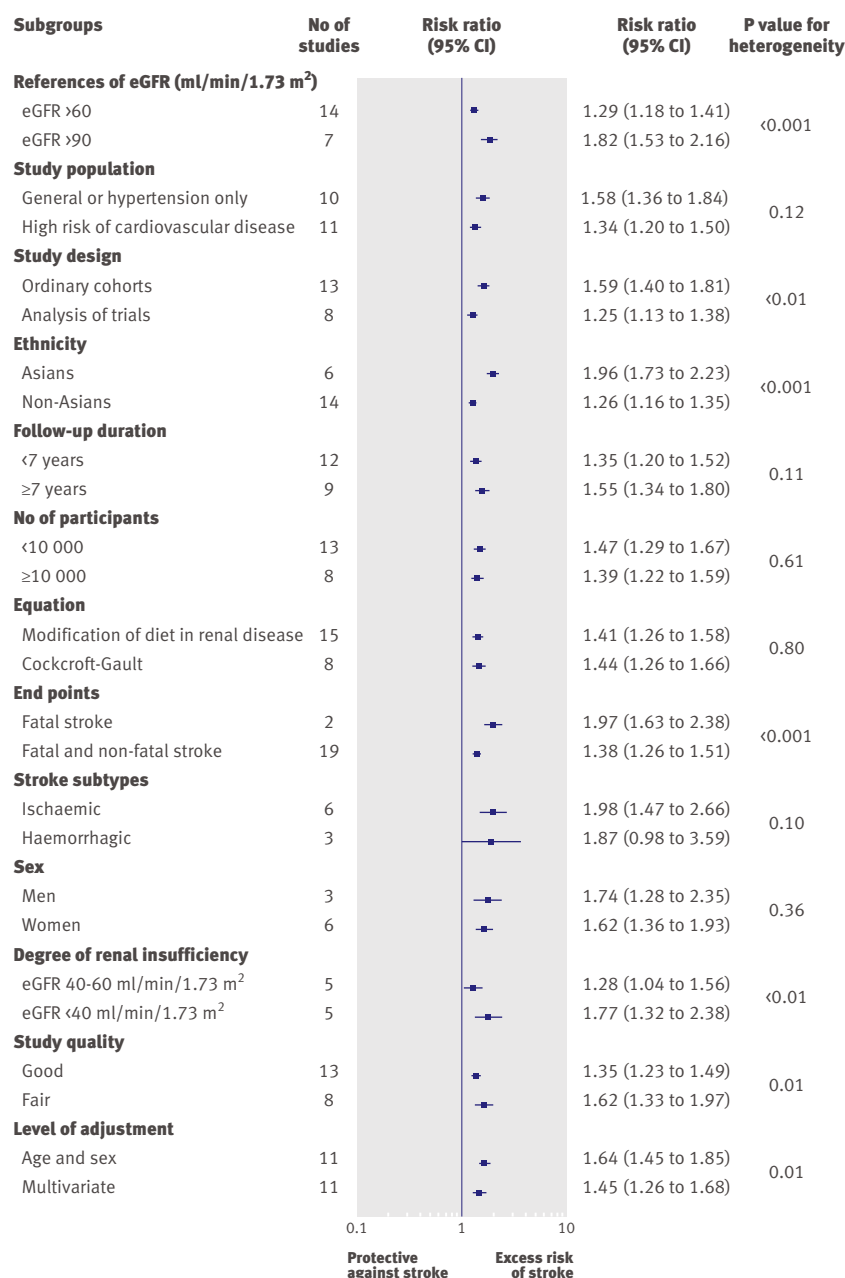 Subgroups No of studies Risk ratio (95% CI) Risk ratio (95% CI) P value for heterogeneity
References of eGFR (ml/min/1.73 m²)
eGFR >60 14 1.29 (1.18 to 1.41)
<0.001
eGFR >90 7 1.82 (1.53 to 2.16)
Study population
General or hypertension only 10 1.58 (1.36 to 1.84)
0.12
High risk of cardiovascular disease 11 1.34 (1.20 to 1.50)
Study design
Ordinary cohorts 13 1.59 (1.40 to 1.81)
<0.01
Analysis of trials 8 1.25 (1.13 to 1.38)
Ethnicity
Asians 6 1.96 (1.73 to 2.23)
<0.001
Non-Asians 14 1.26 (1.16 to 1.35)
Follow-up duration
<7 years 12 1.35 (1.20 to 1.52)
0.11
≥7 years 9 1.55 (1.34 to 1.80)
No of participants
<10 000 13 1.47 (1.29 to 1.67)
0.61
≥10 000 8 1.39 (1.22 to 1.59)
Equation
Modification of diet in renal disease 15 1.41 (1.26 to 1.58)
0.80
Cockcroft-Gault 8 1.44 (1.26 to 1.66)
End points
Fatal stroke 2 1.97 (1.63 to 2.38)
<0.001
Fatal and non-fatal stroke 19 1.38 (1.26 to 1.51)
Stroke subtypes
Ischaemic 6 1.98 (1.47 to 2.66)
0.10
Haemorrhagic 3 1.87 (0.98 to 3.59)
Sex
Men 3 1.74 (1.28 to 2.35)
0.36
Women 6 1.62 (1.36 to 1.93)
Degree of renal insufficiency
eGFR 40-60 ml/min/1.73 m² 5 1.28 (1.04 to 1.56)
<0.01
eGFR <40 ml/min/1.73 m² 5 1.77 (1.32 to 2.38)
Study quality
Good 13 1.35 (1.23 to 1.49)
0.01
Fair 8 1.62 (1.33 to 1.97)
Level of adjustment
Age and sex 11 1.64 (1.45 to 1.85)
0.01
Multivariate 11 1.45 (1.26 to 1.68)
0.1 1 10
Protective Excess risk
against stroke of stroke